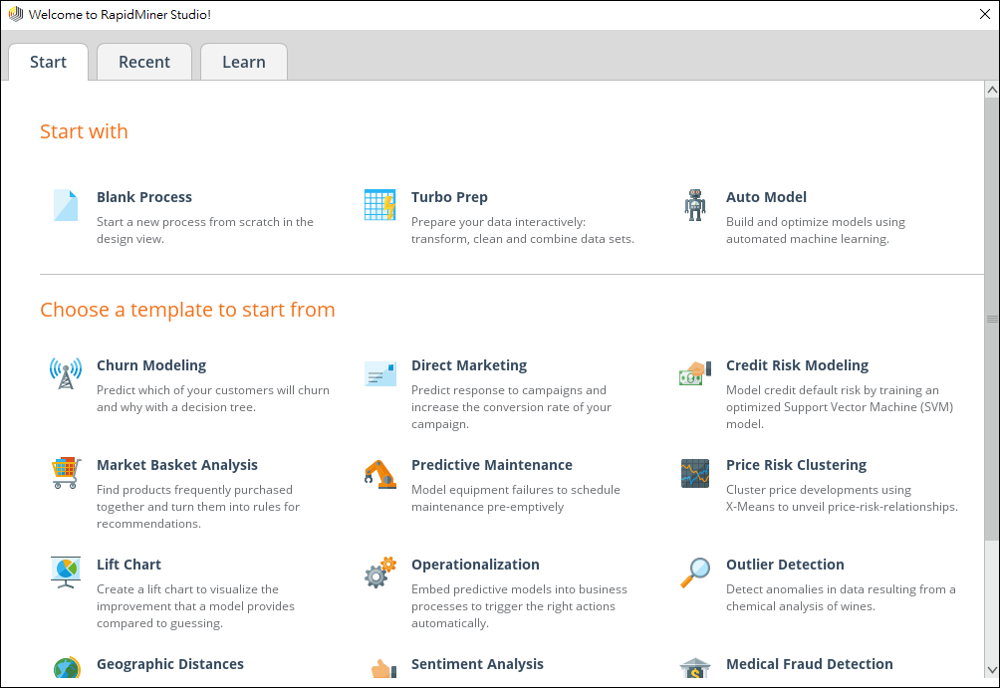 Welcome to RapidMiner Studio!
Start
Recent
Learn
Start with
Blank Process
Start a new process from scratch in the
design view.
Turbo Prep
Prepare your data interactively:
transform, clean and combine data sets.
Auto Model
Build and optimize models using
automated machine learning.
Choose a template to start from
Churn Modeling
Predict which of your customers will churn
and why with a decision tree.
Direct Marketing
Predict response to campaigns and
increase the conversion rate of your
campaign.
Credit Risk Modeling
Model credit default risk by training an
optimized Support Vector Machine (SVM)
model.
Market Basket Analysis
Find products frequently purchased
together and turn them into rules for
recommendations.
Predictive Maintenance
Model equipment failures to schedule
maintenance pre-emptively
Price Risk Clustering
Cluster price developments using
X-Means to unveil price-risk-relationships.
Lift Chart
Create a lift chart to visualize the
improvement that a model provides
compared to guessing.
Operationalization
Embed predictive models into business
processes to trigger the right actions
automatically.
Outlier Detection
Detect anomalies in data resulting from a
chemical analysis of wines.
Geographic Distances
Sentiment Analysis
Medical Fraud Detection